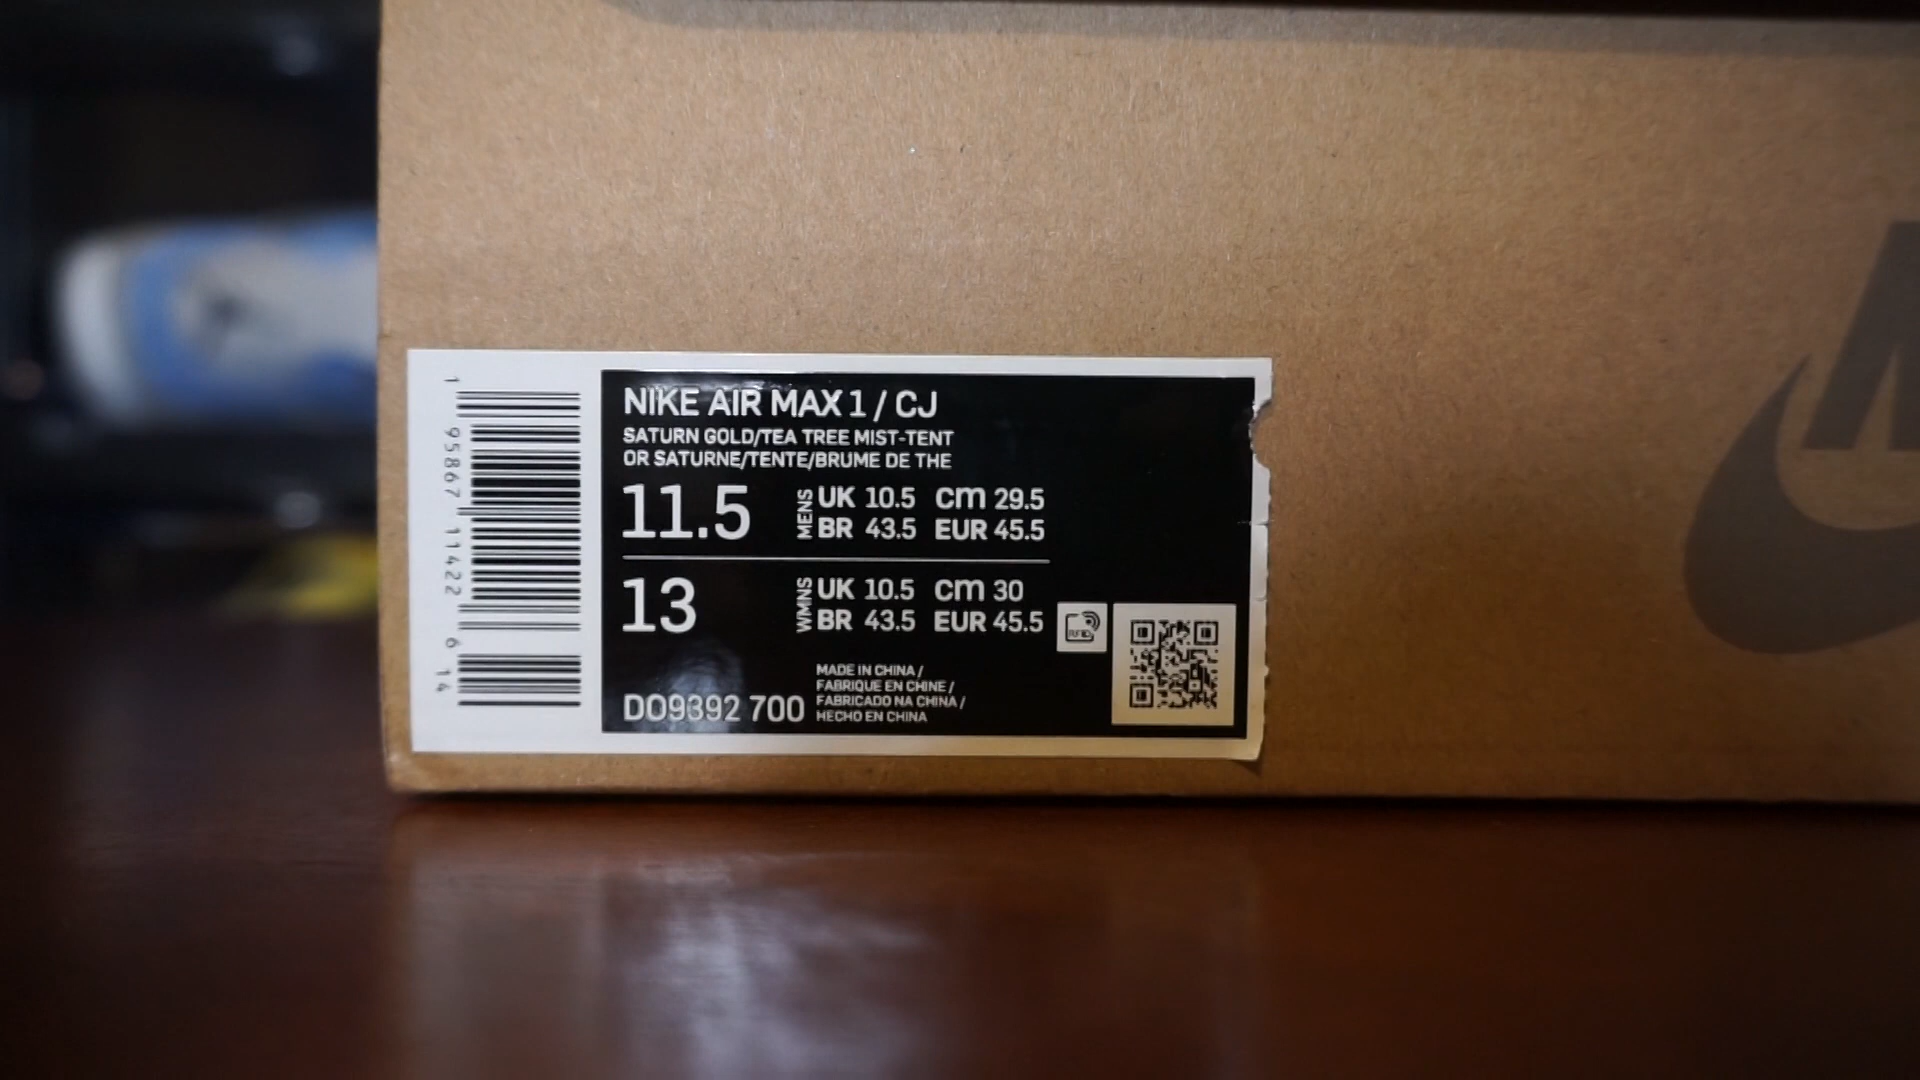 NIKE AIR MAX 1 / CJ
SATURN GOLD/TEA TREE MIST-TENT
OR SATURNE/TENTE/BRUME DE THE
11.5 MENS UK 10.5 cm 29.5
BR 43.5 EUR 45.5
13 WMNS UK 10.5 cm 30
BR 43.5 EUR 45.5
DO9392 700
MADE IN CHINA /
FABRIQUE EN CHINE /
FABRICADO NA CHINA /
HECHO EN CHINA
RFID
1 95867 11422 6 14